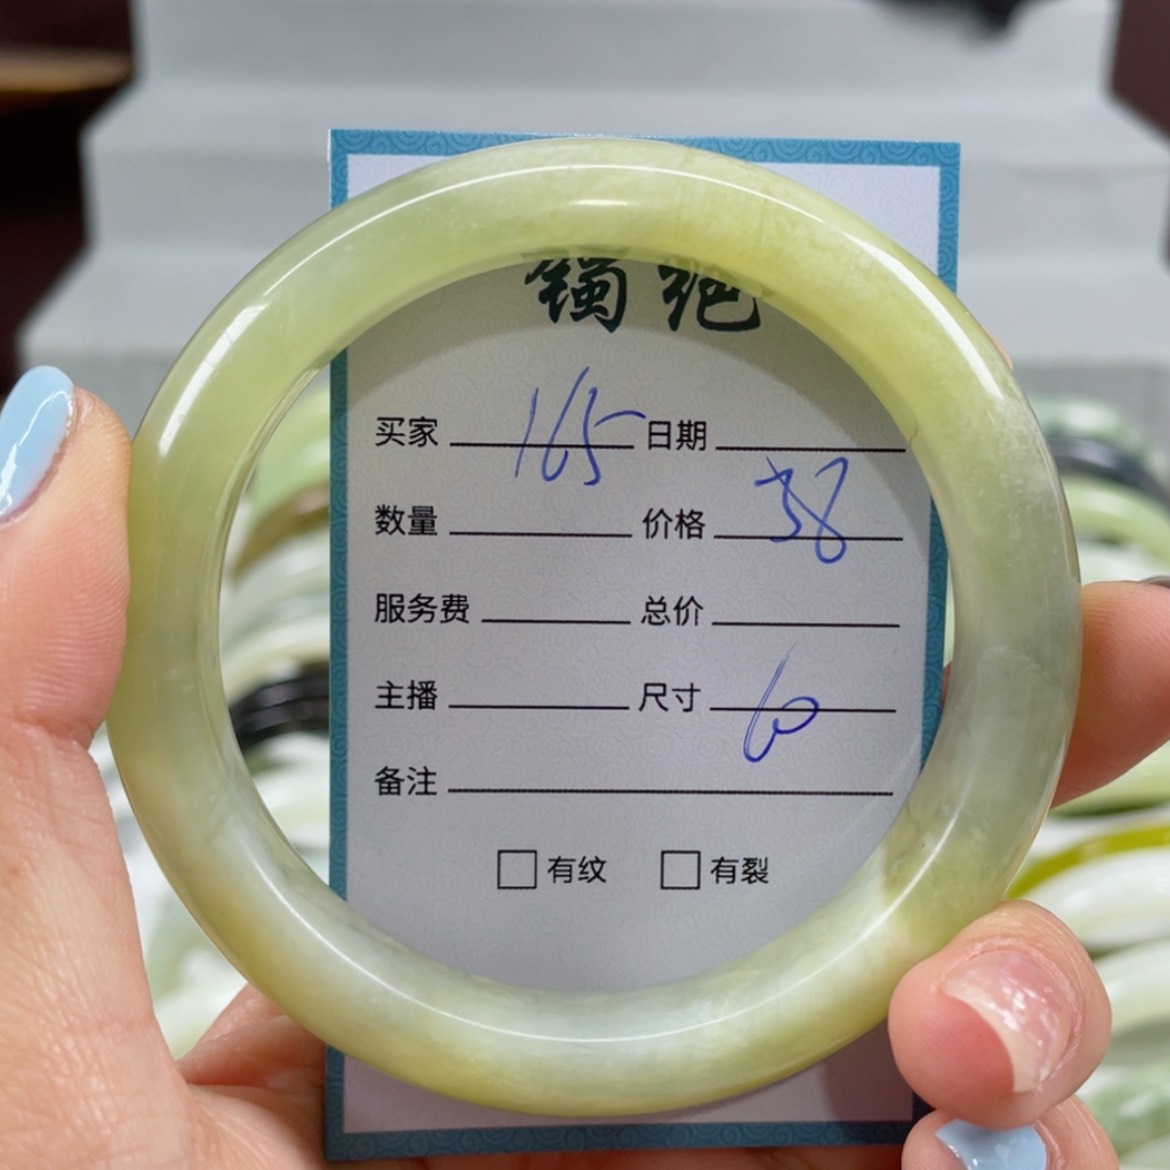 镯
买家 165 日期
数量 价格 38
服务费 总价
主播 尺寸 60
备注
有纹 有裂